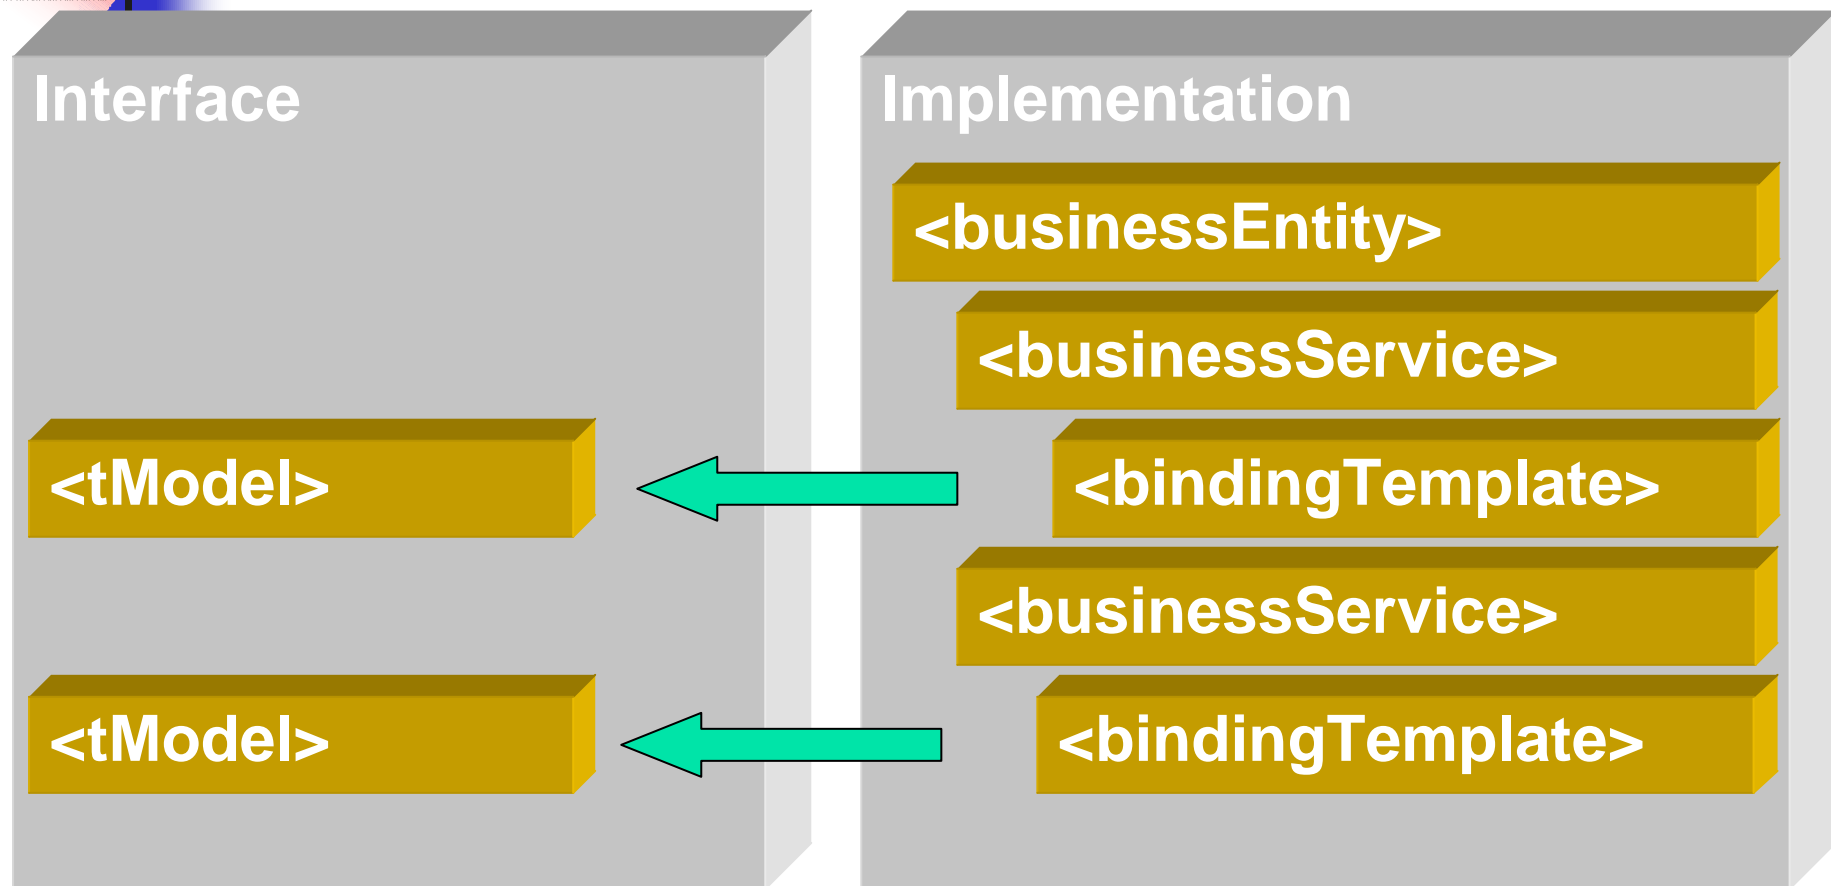 Interface
<tModel>
<tModel>
Implementation
<businessEntity>
<businessService>
<bindingTemplate>
<businessService>
<bindingTemplate>